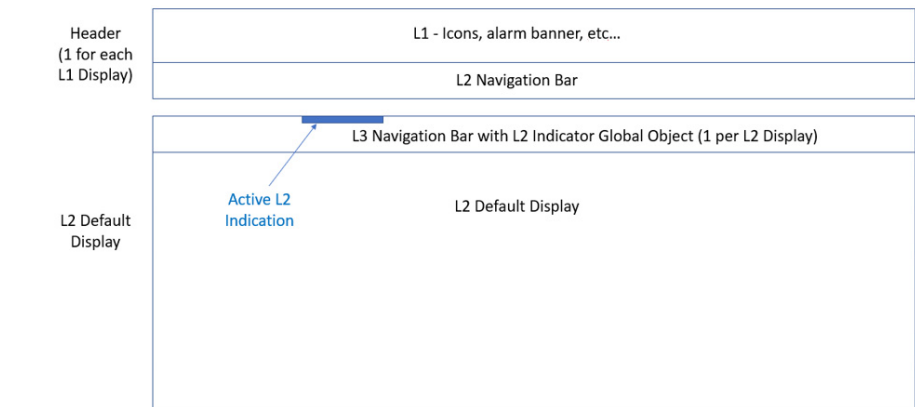 Header
(1 for each
L1 Display)
L1 - Icons, alarm banner, etc...
L2 Navigation Bar
L3 Navigation Bar with L2 Indicator Global Object (1 per L2 Display)
Active L2
Indication
L2 Default Display
L2 Default
Display